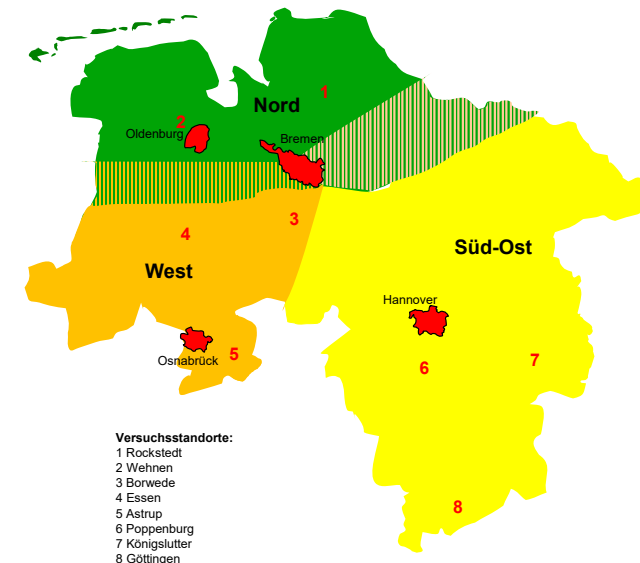 1
Nord
2
Oldenburg
Bremen
3
4
Süd-Ost
West
Hannover
Osnabrück
5
6
7
Versuchsstandorte:
1 Rockstedt
2 Wehnen
3 Borwede
4 Essen
5 Astrup
6 Poppenburg
7 Königslutter
8 Göttingen
8